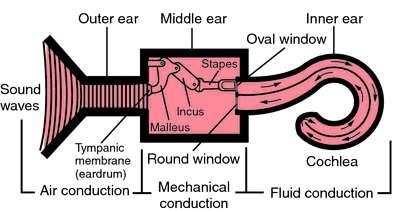 Outer ear
Middle ear
Inner ear
Oval window
Stapes
Sound
waves
Incus
Malleus
Tympanic
membrane
(eardrum)
Round window
Cochlea
Air conduction
Mechanical
conduction
Fluid conduction